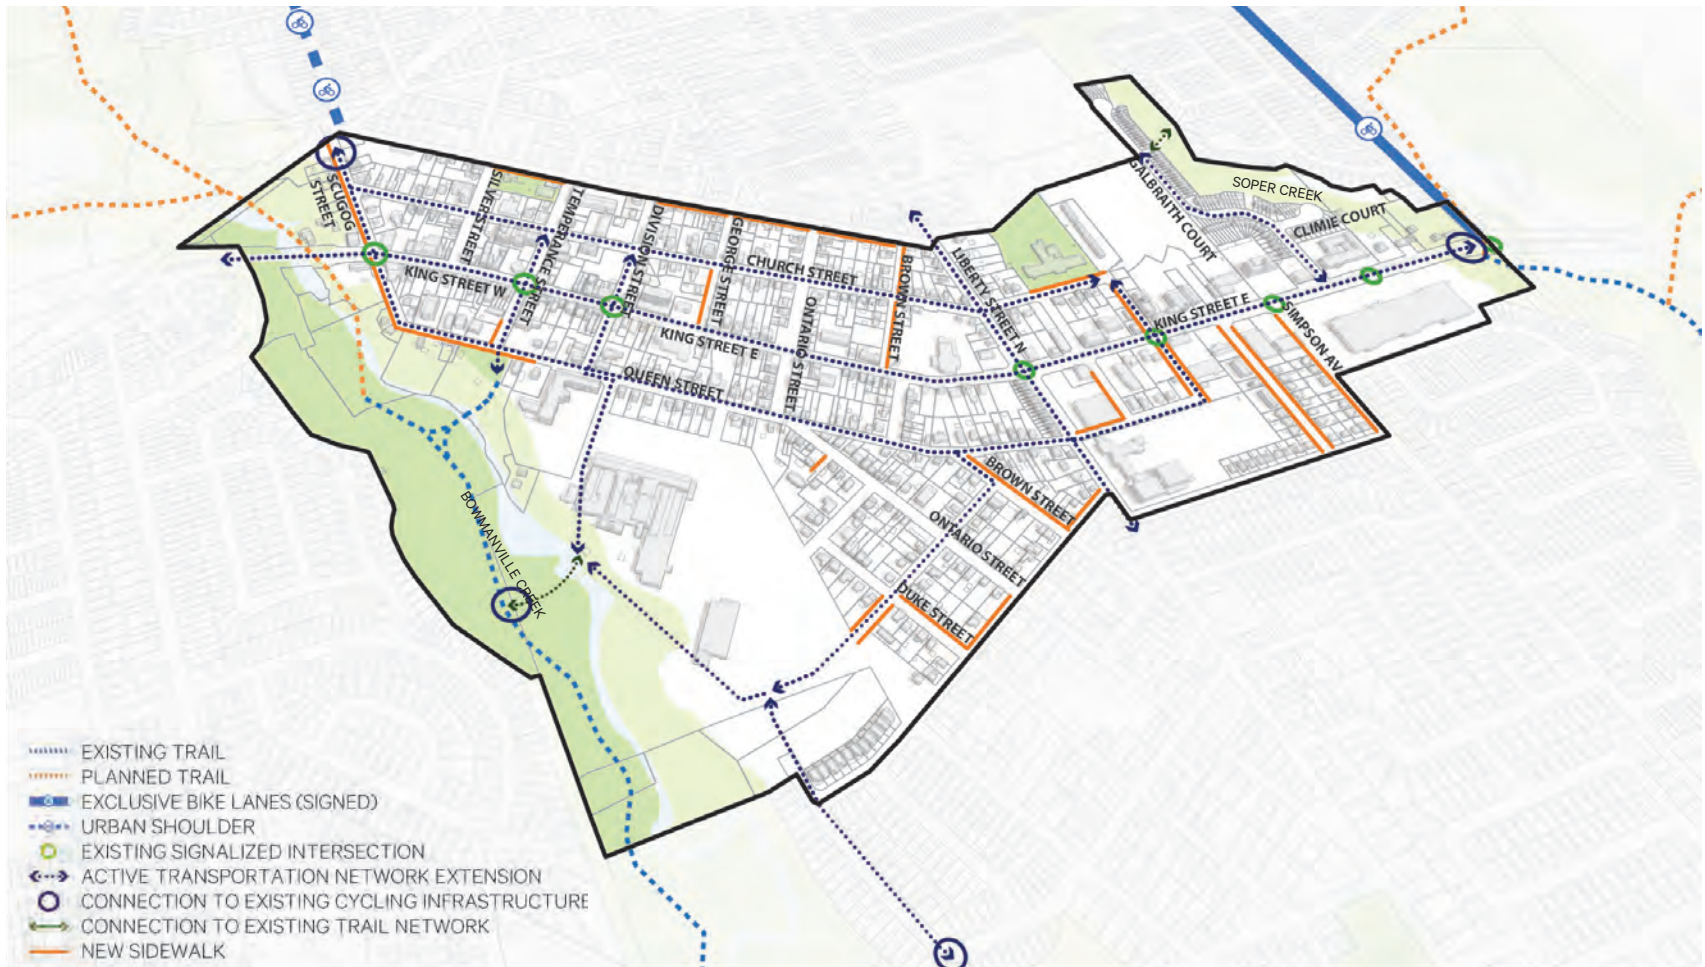 SCUGOG
STREET
SILVER STREET
TEMPERANCE STREET
DIVISION STREET
GEORGE STREET
CHURCH STREET
KING STREET W
KING STREET E
ONTARIO STREET
BROWN STREET
QUEEN STREET
LIBERTY STREET N
GALBRAITH COURT
SOPER CREEK
CLIMIE COURT
KING STREET E
SIMPSON AV
BROWN STREET
ONTARIO STREET
DUKE STREET
BOWMANVILLE CREEK
EXISTING TRAIL
PLANNED TRAIL
EXCLUSIVE BIKE LANES (SIGNED)
URBAN SHOULDER
EXISTING SIGNALIZED INTERSECTION
ACTIVE TRANSPORTATION NETWORK EXTENSION
CONNECTION TO EXISTING CYCLING INFRASTRUCTURE
CONNECTION TO EXISTING TRAIL NETWORK
NEW SIDEWALK